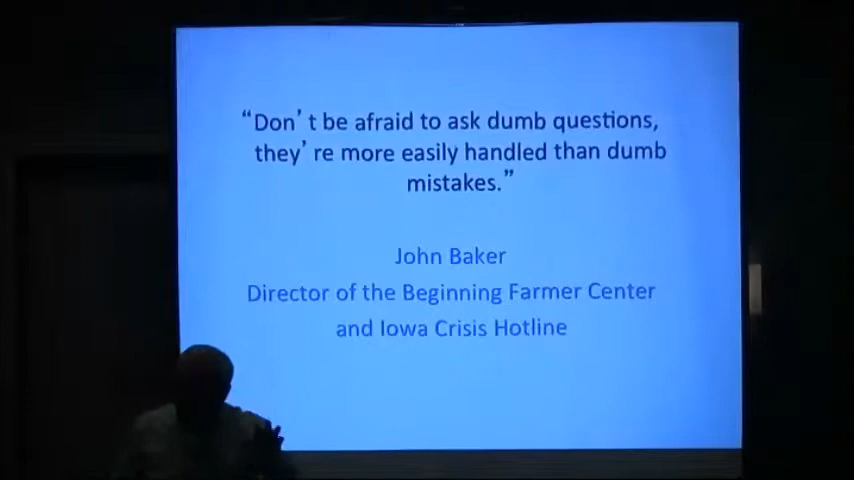 “Don’t be afraid to ask dumb questions,
they’re more easily handled than dumb
mistakes.”
John Baker
Director of the Beginning Farmer Center
and Iowa Crisis Hotline